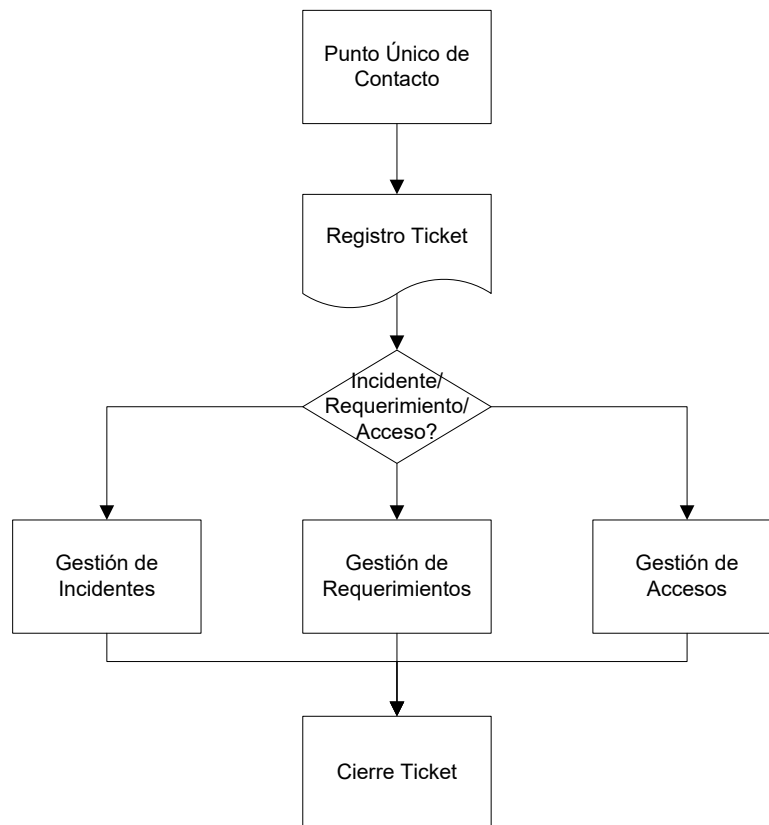 Punto Único de
Contacto
Registro Ticket
Incidente/
Requerimiento/
Acceso?
Gestión de
Incidentes
Gestión de
Requerimientos
Gestión de
Accesos
Cierre Ticket